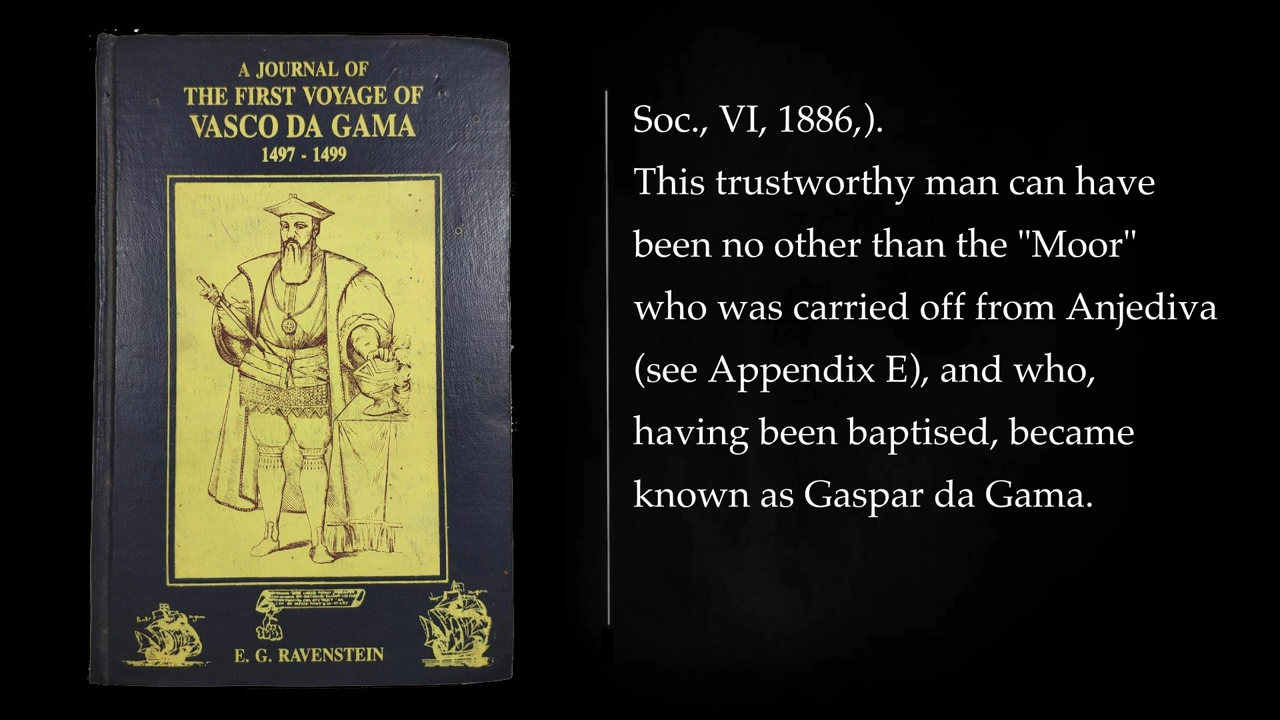 A JOURNAL OF
THE FIRST VOYAGE OF
VASCO DA GAMA
1497 - 1499
E. G. RAVENSTEIN
Soc., VI, 1886,).
This trustworthy man can have
been no other than the "Moor"
who was carried off from Anjediva
(see Appendix E), and who,
having been baptised, became
known as Gaspar da Gama.